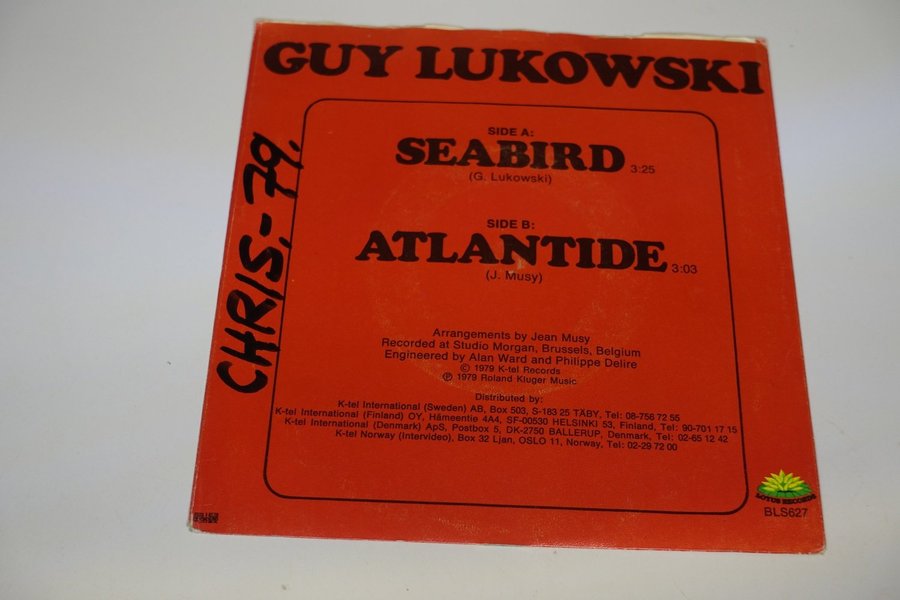 GUY LUKOWSKI
SIDE A:
SEABIRD 3:25
(G. Lukowski)
SIDE B:
ATLANTIDE 3:03
(J. Musy)
Arrangements by Jean Musy
Recorded at Studio Morgan, Brussels, Belgium
Engineered by Alan Ward and Philippe Delire
© 1979 K-tel Records
℗ 1979 Roland Kluger Music
Distributed by:
K-tel International (Sweden) AB, Box 503, S-183 25 TÄBY, Tel: 08-756 72 55
K-tel International (Finland) OY, Hämeentie 4A4, SF-00530 HELSINKI 53, Finland, Tel: 90-701 17 15
K-tel International (Denmark) ApS, Postbox 5, DK-2750 BALLERUP, Denmark, Tel: 02-65 12 42
K-tel Norway (Intervideo), Box 32 Ljan, OSLO 11, Norway, Tel: 02-29 72 00
CHRIS.-79.
LOTUS RECORDS
BLS627